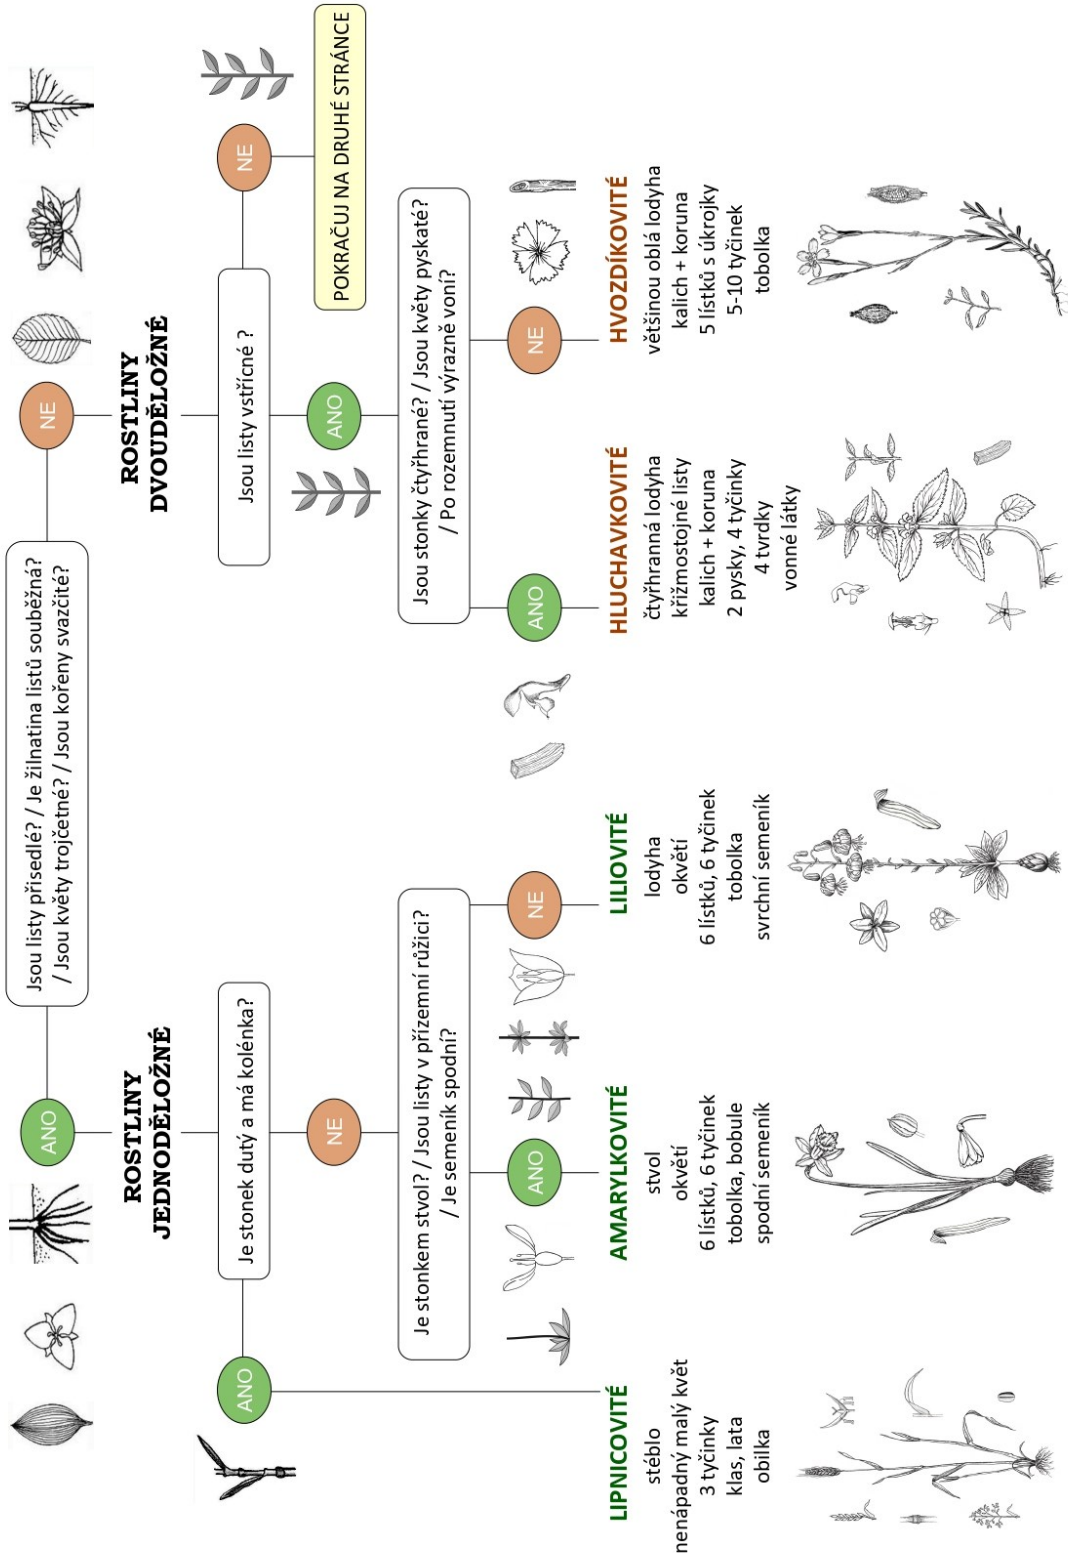 Jsou listy přisedlé? / Je žilnatina listů souběžná?
/ Jsou květy trojčetné? / Jsou kořeny svazčité?
ANO
NE
ROSTLINY
JEDNODĚLOŽNÉ
ROSTLINY
DVOUDĚLOŽNÉ
Je stonek dutý a má kolénka?
Jsou listy vstřícné ?
ANO
NE
ANO
NE
POKRAČUJ NA DRUHÉ STRÁNCE
Je stonkem stvol? / Jsou listy v přízemní růžici?
/ Je semeník spodní?
Jsou stonky čtyřhrané? / Jsou květy pyskaté?
/ Po rozemnutí výrazně voní?
ANO
NE
ANO
NE
LIPNICOVITÉ
stéblo
nenápadný malý květ
3 tyčinky
klas, lata
obilka
AMARYLKOVITÉ
stvol
okvětí
6 lístků, 6 tyčinek
tobolka, bobule
spodní semeník
LILIOVITÉ
lodyha
okvětí
6 lístků, 6 tyčinek
tobolka
svrchní semeník
HLUCHAVKOVITÉ
čtyřhranná lodyha
křižmostojné listy
kalich + koruna
2 pysky, 4 tyčinky
4 tvrdky
vonné látky
HVOZDÍKOVITÉ
většinou oblá lodyha
kalich + koruna
5 lístků s úkrojky
5-10 tyčinek
tobolka